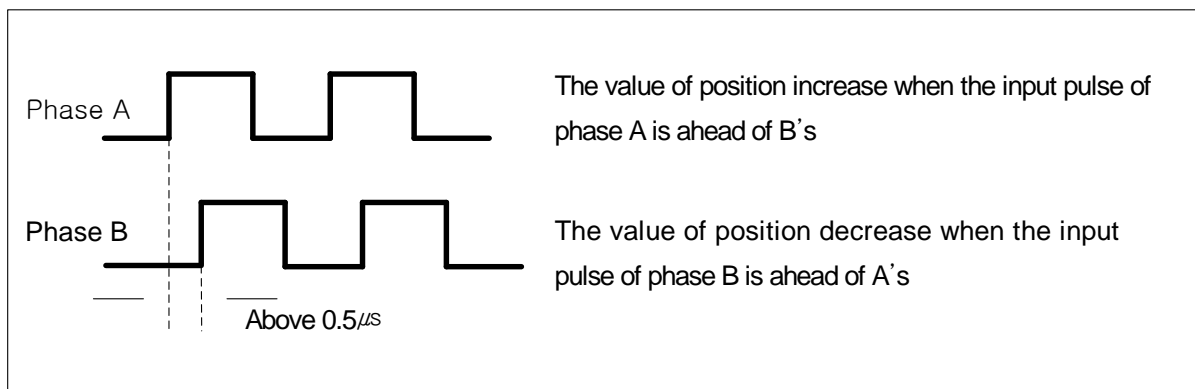 Phase A
The value of position increase when the input pulse of
phase A is ahead of B's
Phase B
The value of position decrease when the input
pulse of phase B is ahead of A's
Above 0.5㎲